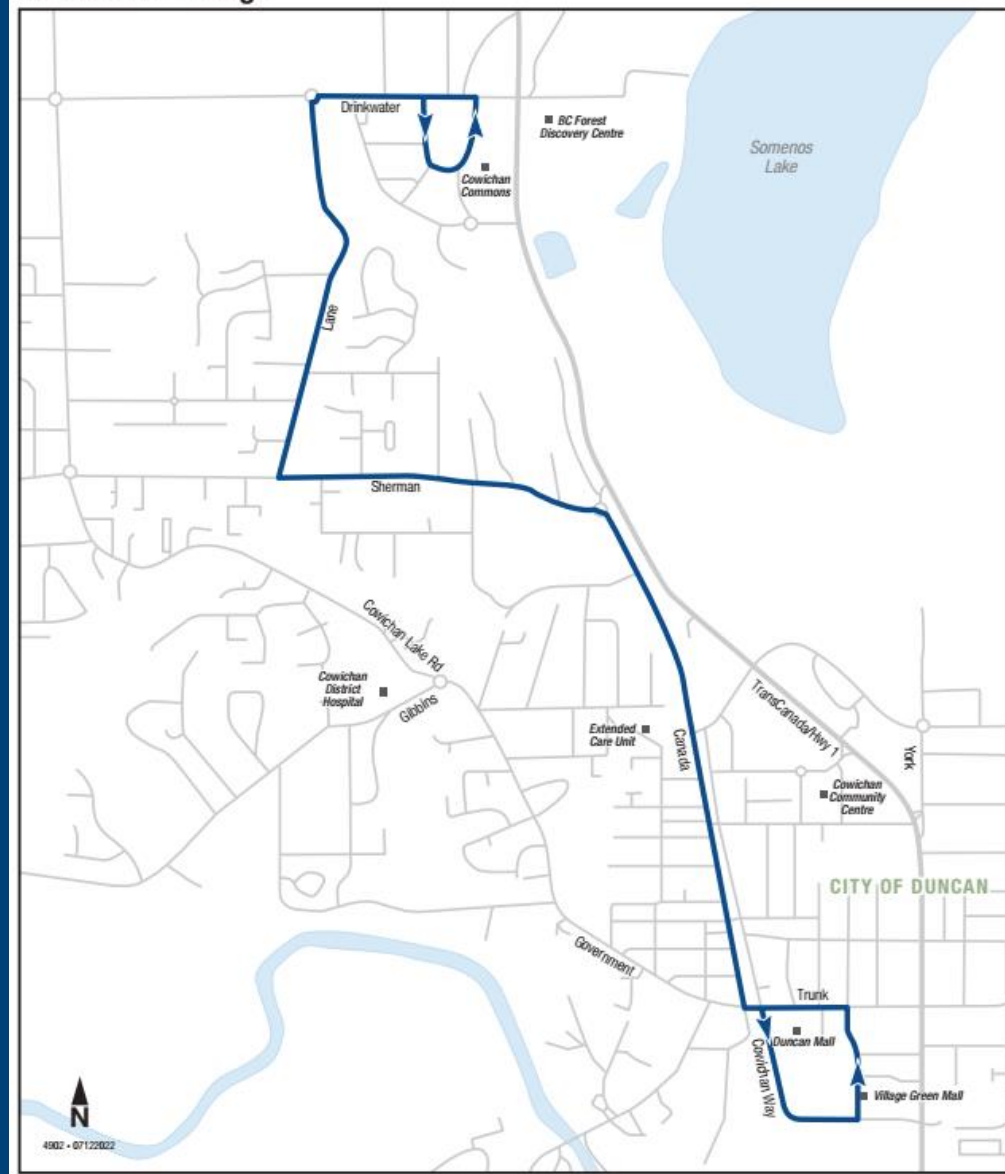 Drinkwater
BC Forest
Discovery Centre
Somenos
Lake
Cowichan
Commons
Lane
Sherman
Cowichan Lake Rd
Cowichan
District
Hospital
Gibbins
Extended
Care Unit
Canada
TransCanada/Hwy 1
York
Cowichan
Community
Centre
CITY OF DUNCAN
Government
Trunk
Duncan Mall
Cowichan Way
Village Green Mall
N
4902 • 07122022